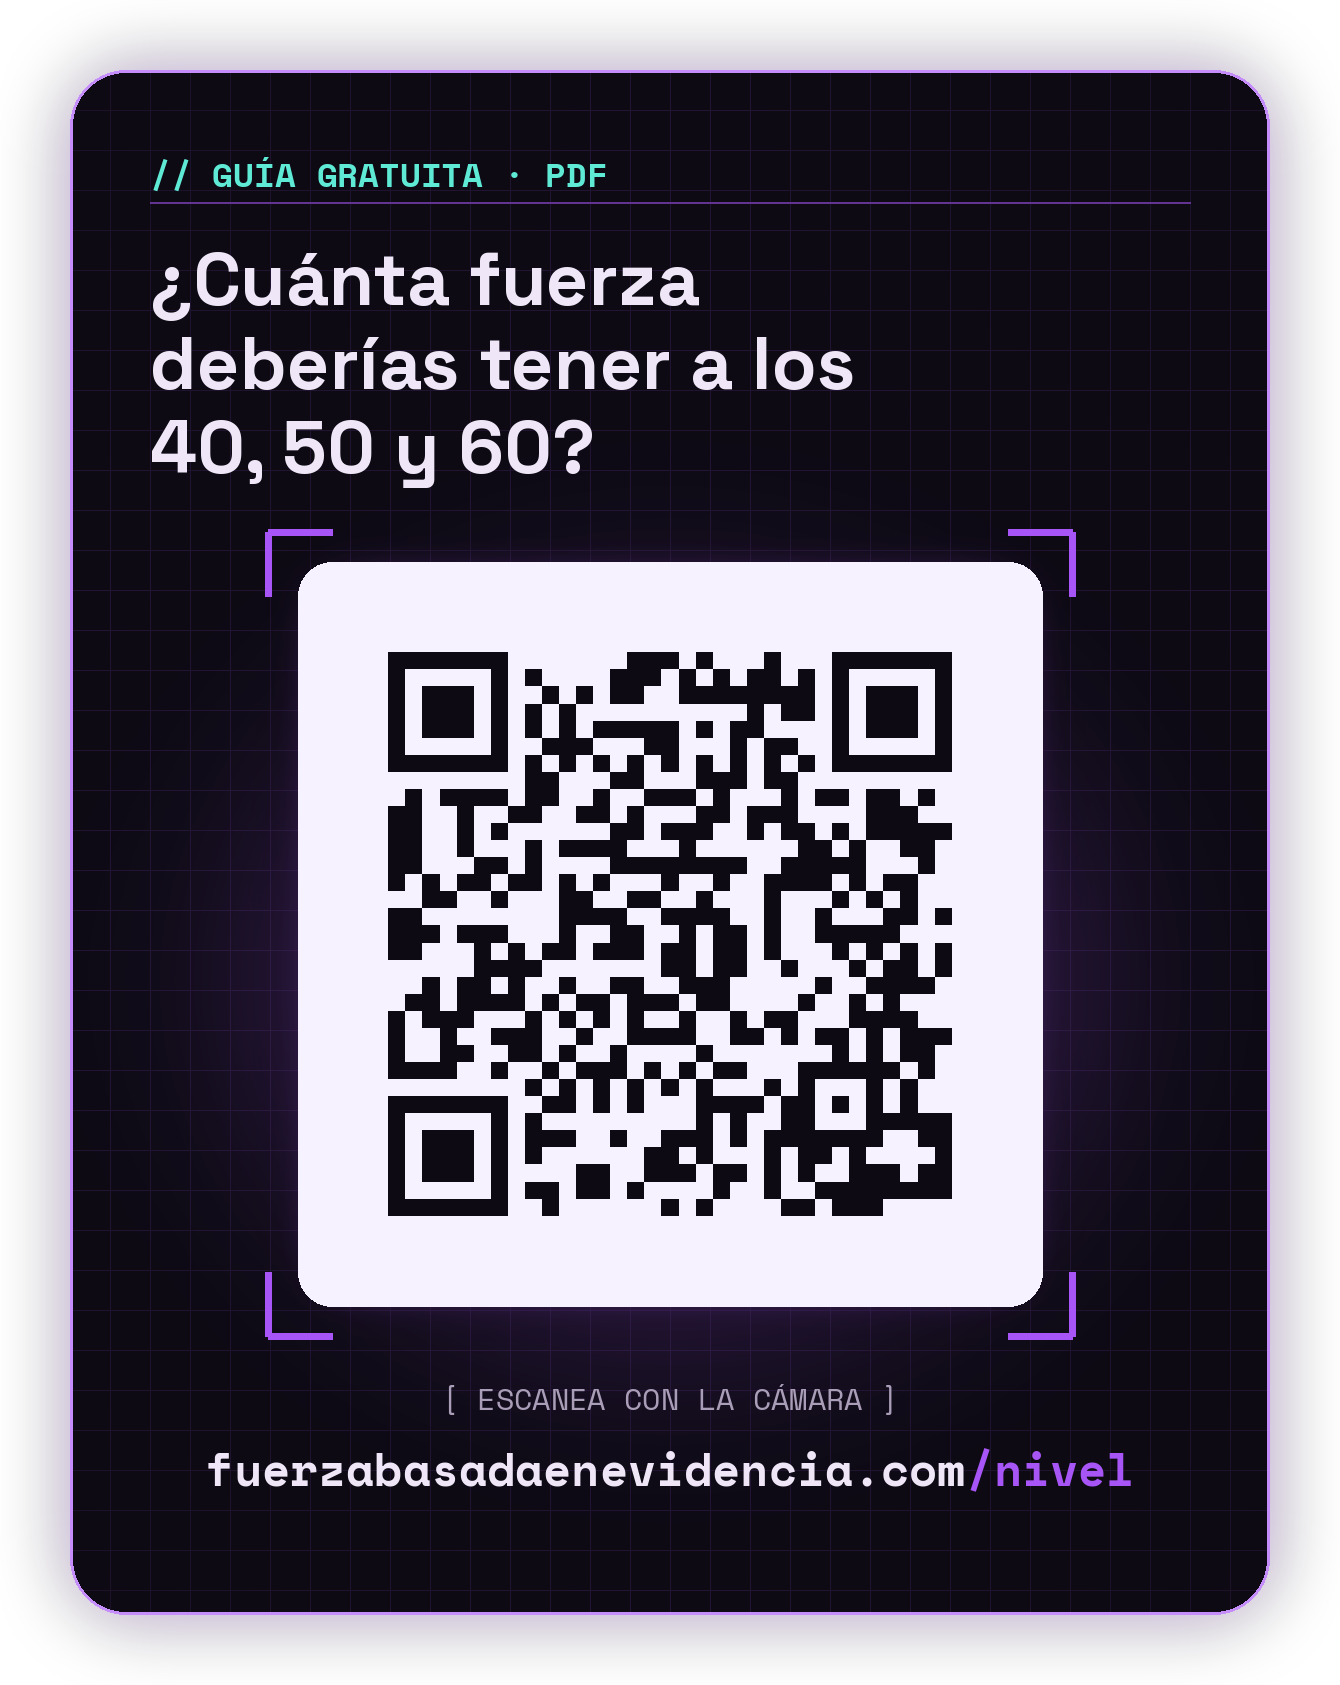 // GUÍA GRATUITA · PDF
¿Cuánta fuerza
deberías tener a los
40, 50 y 60?
[ ESCANEA CON LA CÁMARA ]
fuerzabasadaenevidencia.com/nivel